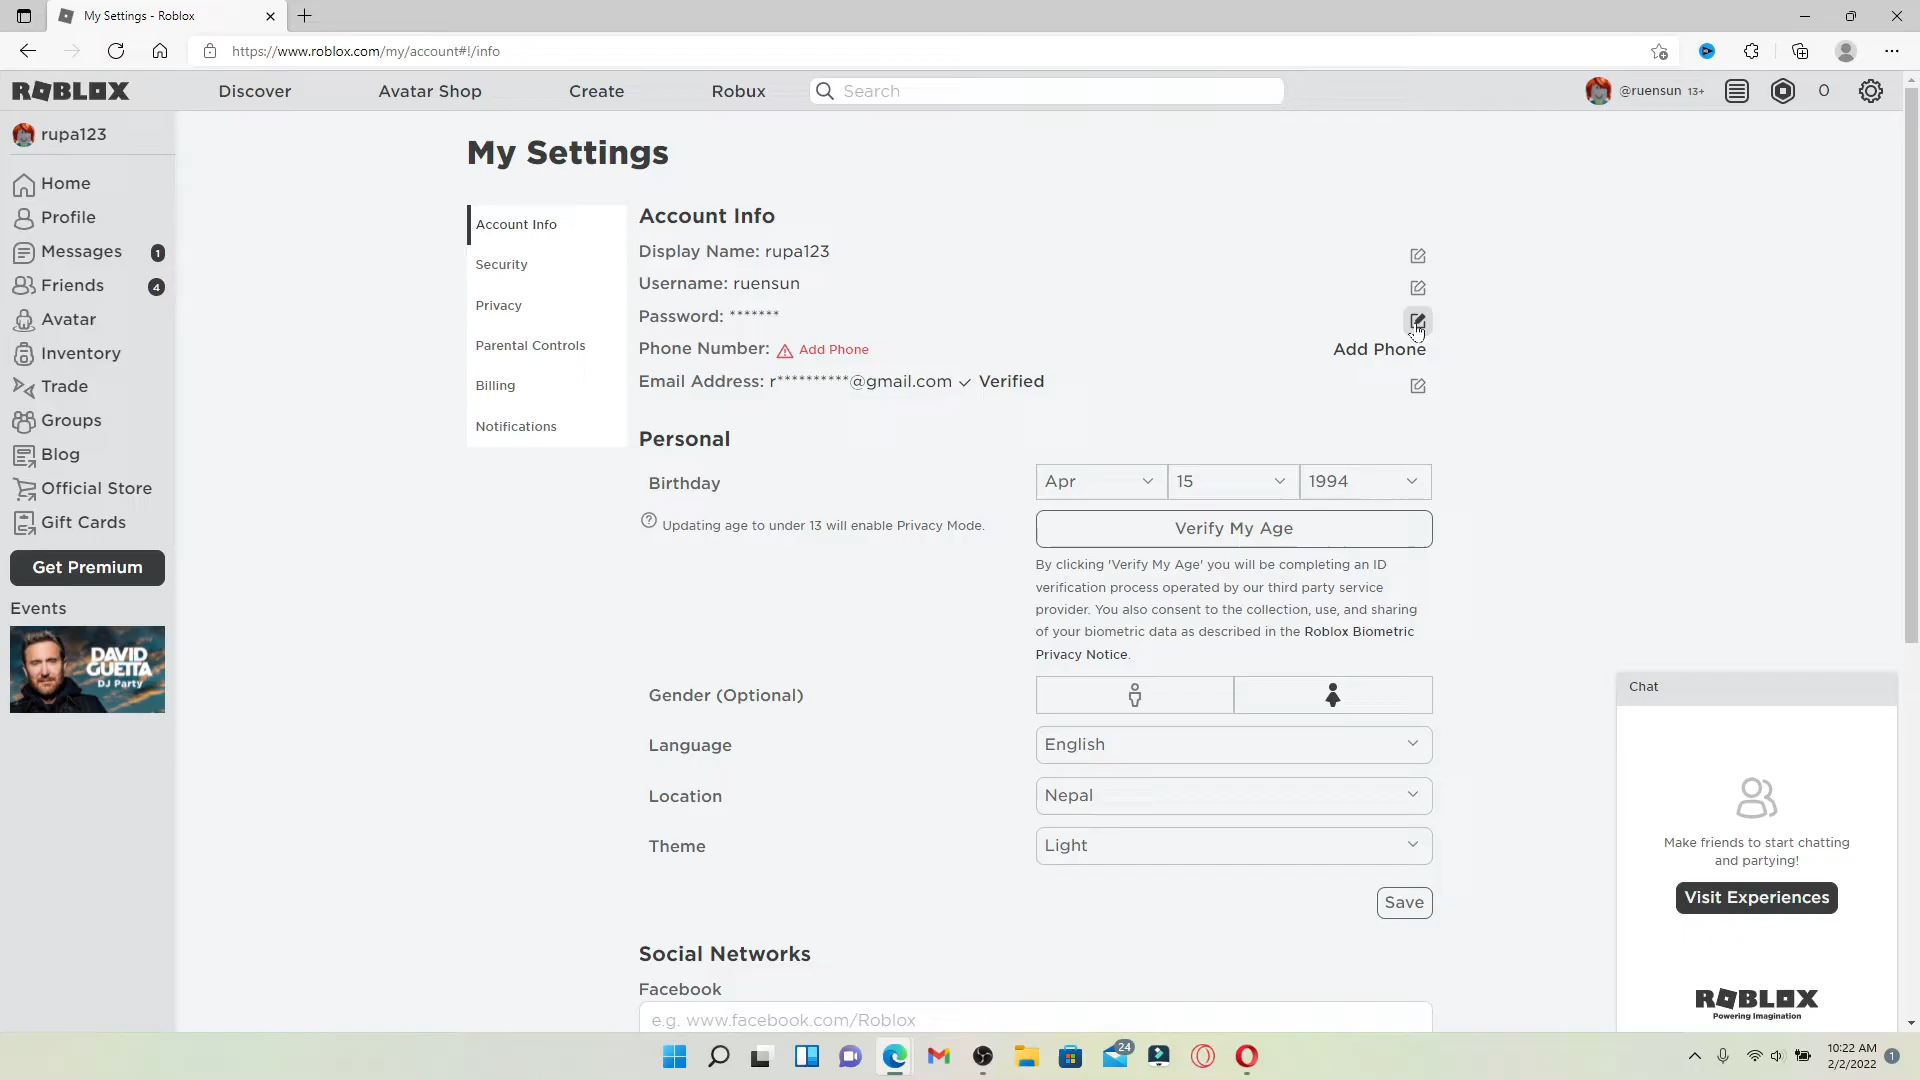 My Settings - Roblox
https://www.roblox.com/my/account#!/info
ROBLOX
Discover
Avatar Shop
Create
Robux
Search
@ruensun 13+
0
rupa123
Home
Profile
Messages 1
Friends 4
Avatar
Inventory
Trade
Groups
Blog
Official Store
Gift Cards
Get Premium
Events
DAVID
GUETTA
DJ Party
My Settings
Account Info
Security
Privacy
Parental Controls
Billing
Notifications
Account Info
Display Name: rupa123
Username: ruensun
Password: *******
Phone Number: Add Phone
Add Phone
Email Address: r**********@gmail.com Verified
Personal
Birthday
Apr
15
1994
Updating age to under 13 will enable Privacy Mode.
Verify My Age
By clicking 'Verify My Age' you will be completing an ID
verification process operated by our third party service
provider. You also consent to the collection, use, and sharing
of your biometric data as described in the Roblox Biometric
Privacy Notice.
Gender (Optional)
Language
English
Location
Nepal
Theme
Light
Save
Social Networks
Facebook
e.g. www.facebook.com/Roblox
Chat
Make friends to start chatting
and partying!
Visit Experiences
ROBLOX
Powering Imagination
24
10:22 AM
2/2/2022
1